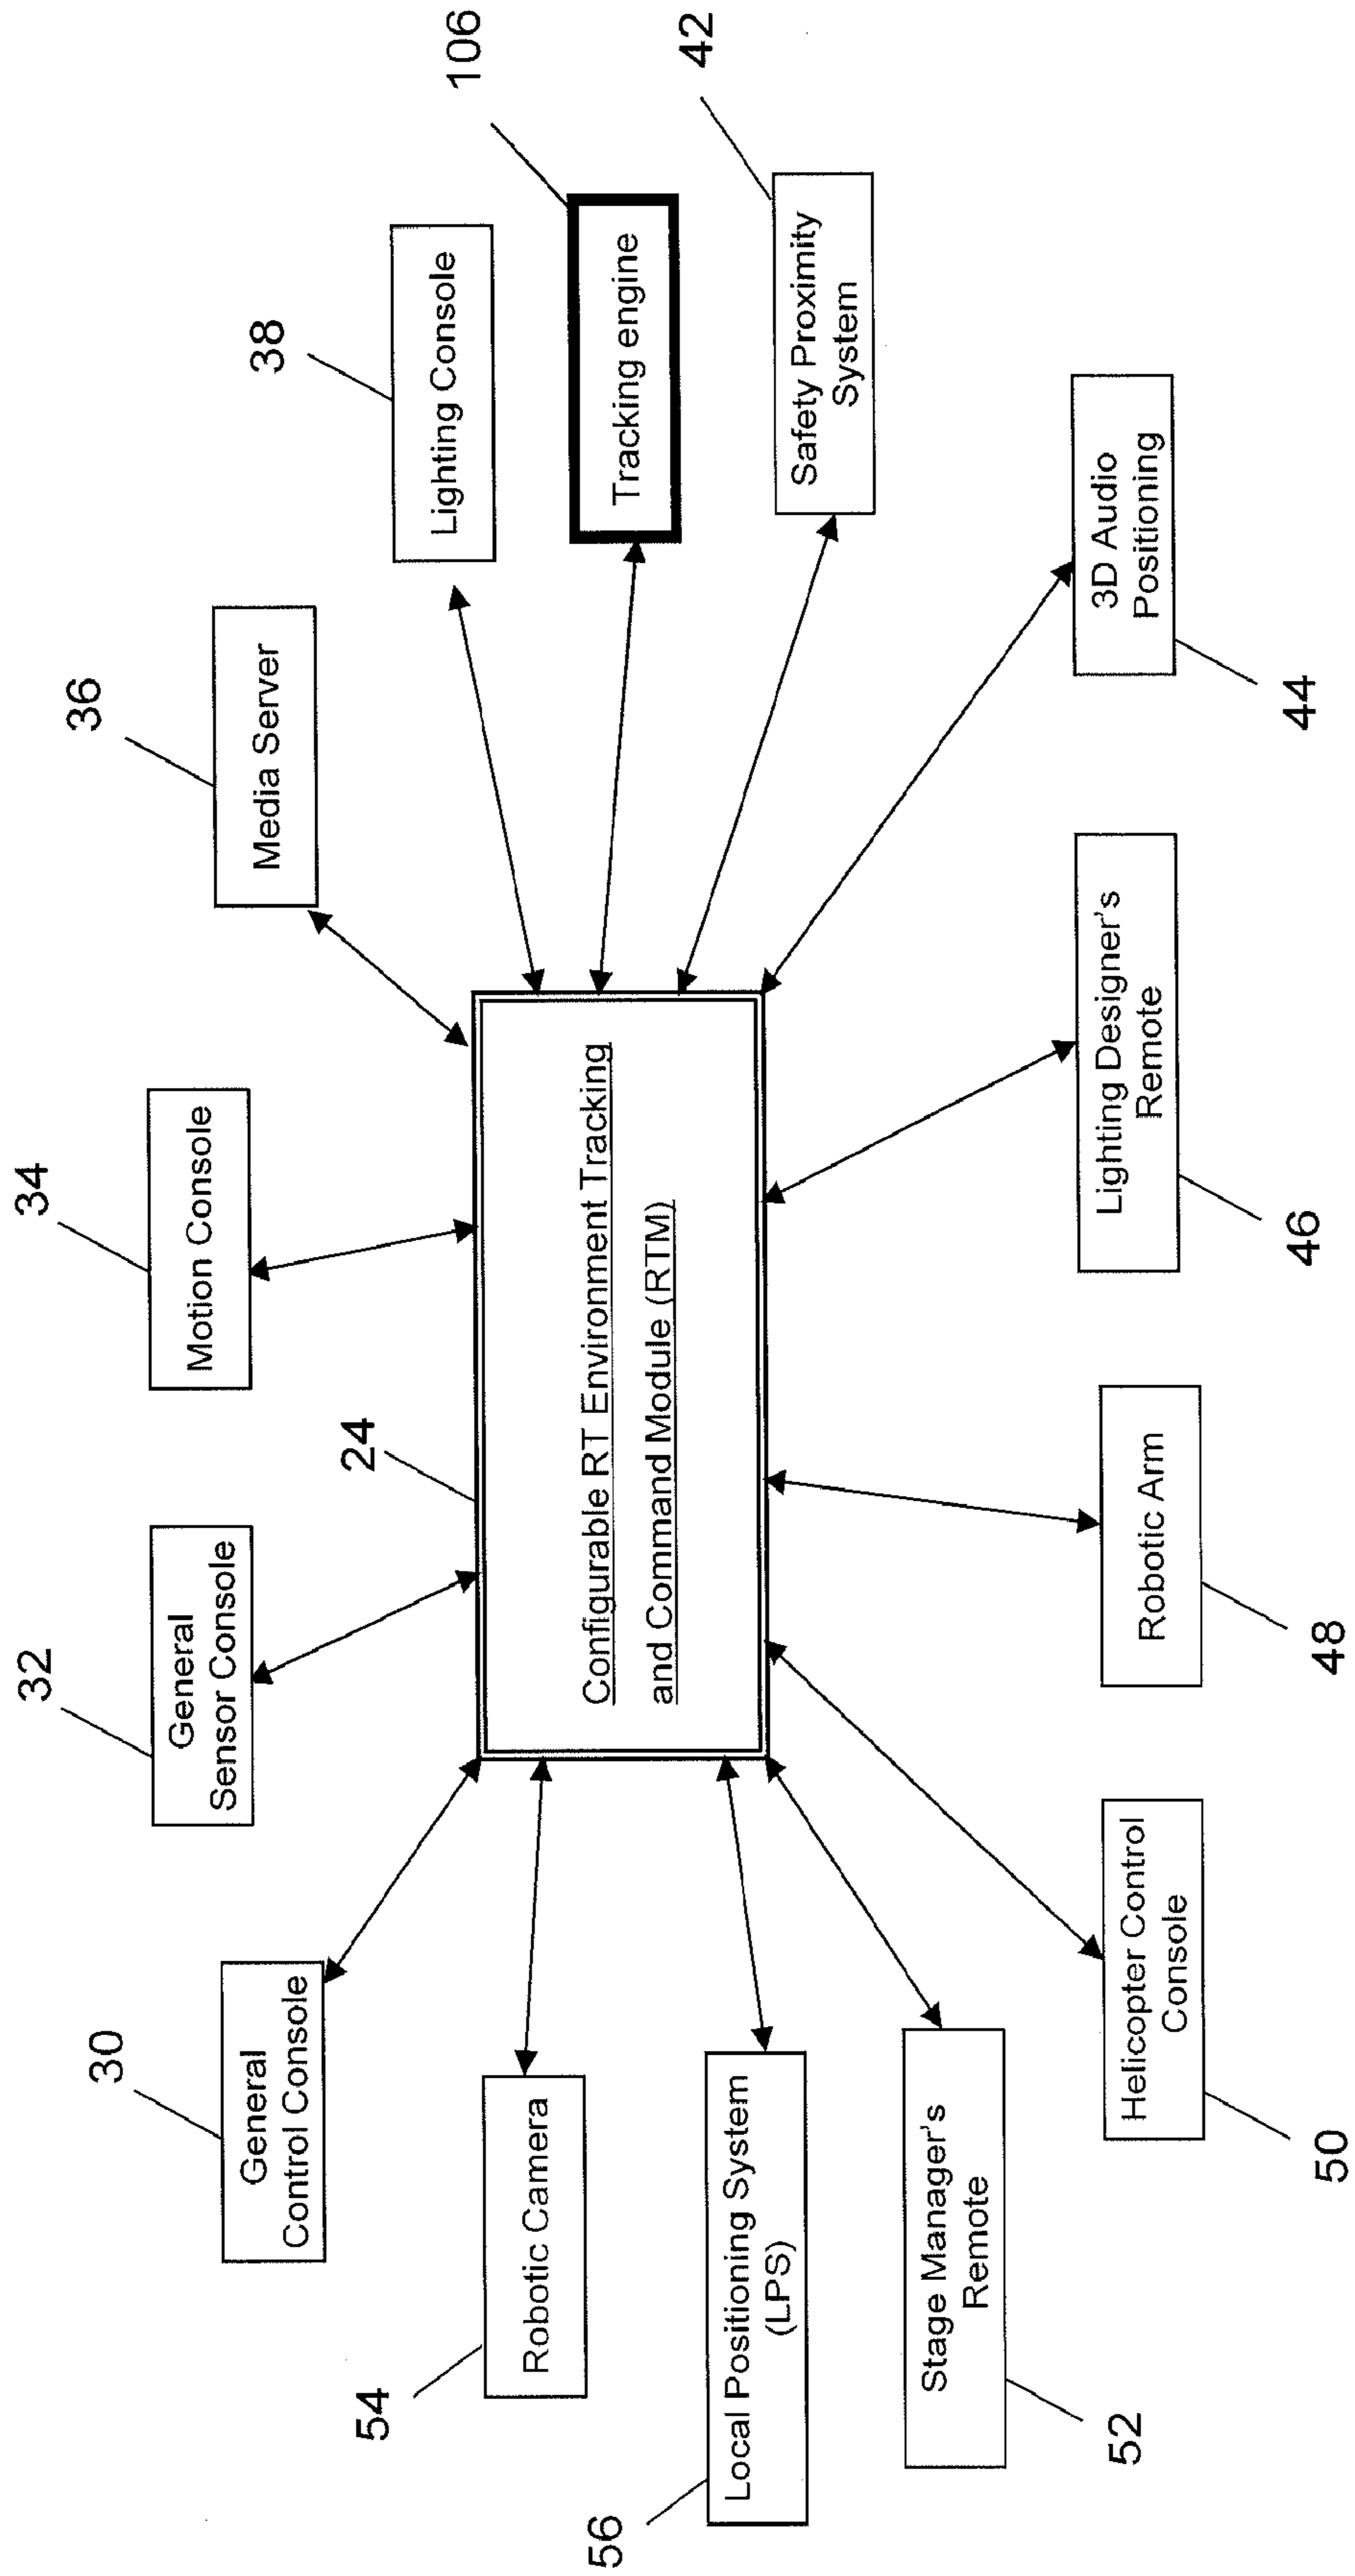 30
General
Control Console
32
General
Sensor Console
34
Motion Console
36
Media Server
38
Lighting Console
106
Tracking engine
42
Safety Proximity
System
24
Configurable RT Environment Tracking
and Command Module (RTM)
54
Robotic Camera
56
Local Positioning System
(LPS)
52
Stage Manager's
Remote
50
Helicopter Control
Console
48
Robotic Arm
46
Lighting Designer's
Remote
44
3D Audio
Positioning